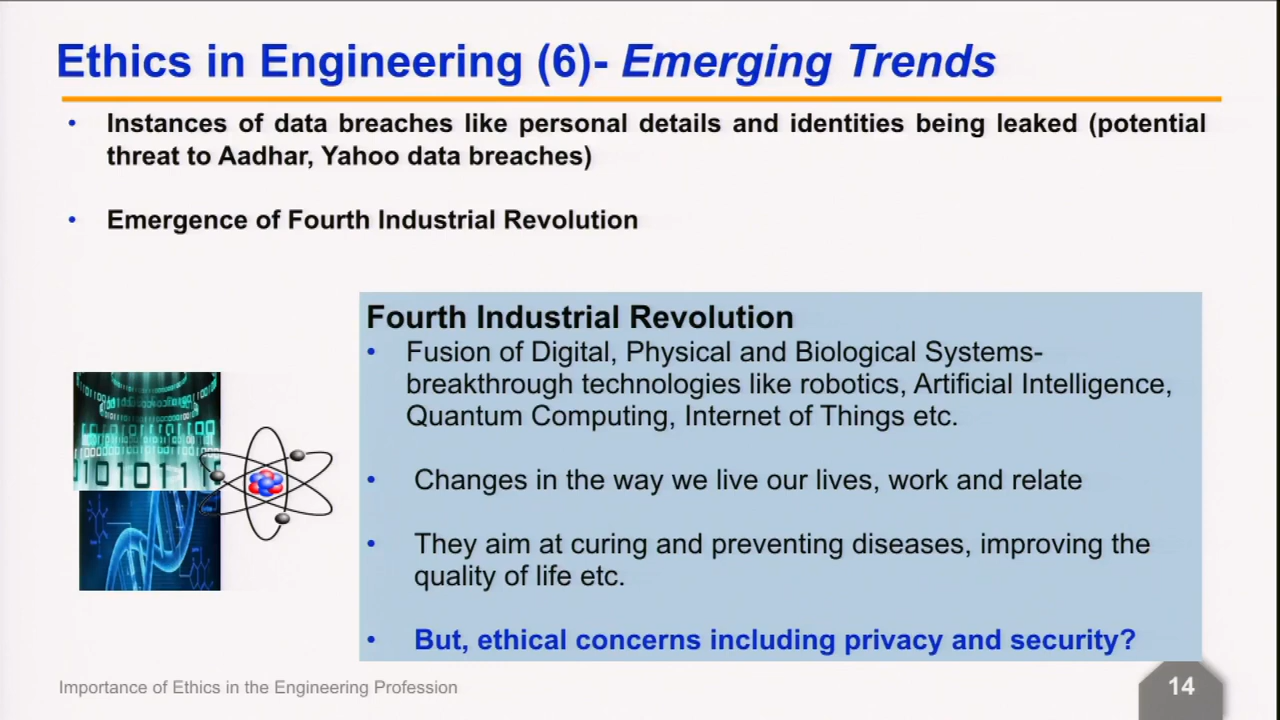 Ethics in Engineering (6)- Emerging Trends
• Instances of data breaches like personal details and identities being leaked (potential
threat to Aadhar, Yahoo data breaches)
• Emergence of Fourth Industrial Revolution
Fourth Industrial Revolution
• Fusion of Digital, Physical and Biological Systems-
breakthrough technologies like robotics, Artificial Intelligence,
Quantum Computing, Internet of Things etc.
• Changes in the way we live our lives, work and relate
• They aim at curing and preventing diseases, improving the
quality of life etc.
• But, ethical concerns including privacy and security?
Importance of Ethics in the Engineering Profession
14